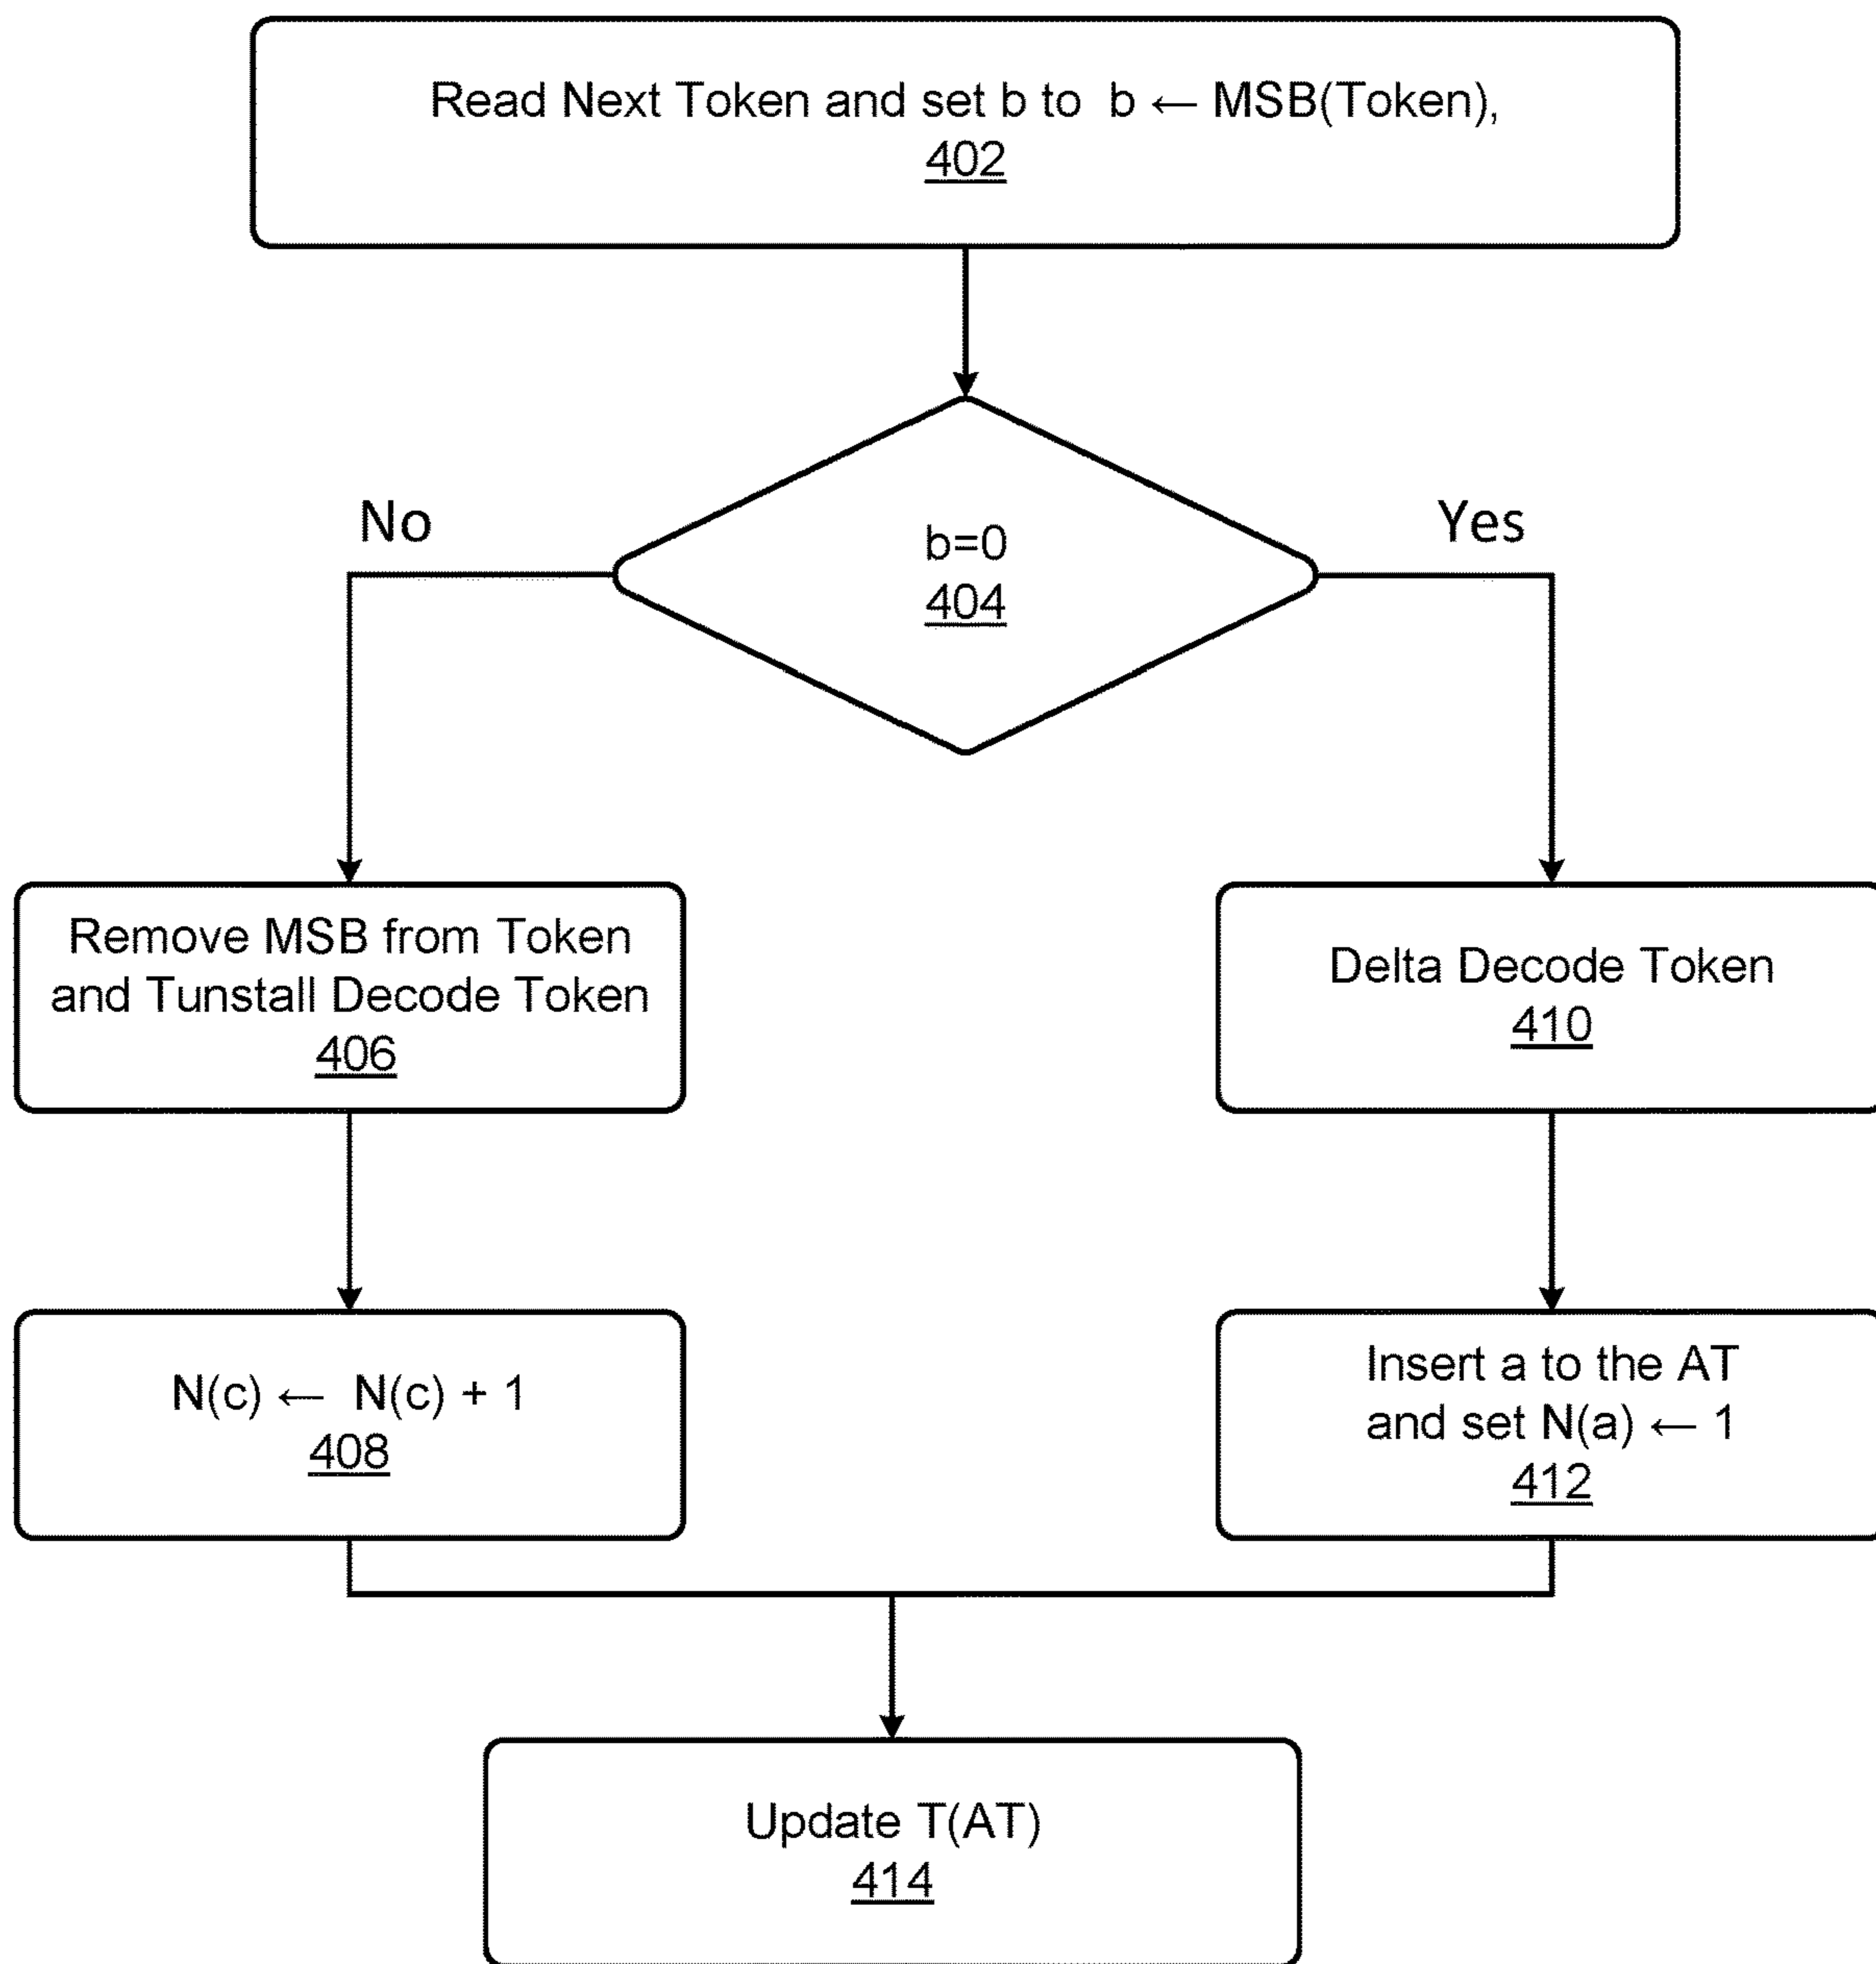 Read Next Token and set b to b ← MSB(Token),
402
No
Yes
b=0
404
Remove MSB from Token
and Tunstall Decode Token
406
Delta Decode Token
410
N(c) ← N(c) + 1
408
Insert a to the AT
and set N(a) ← 1
412
Update T(AT)
414